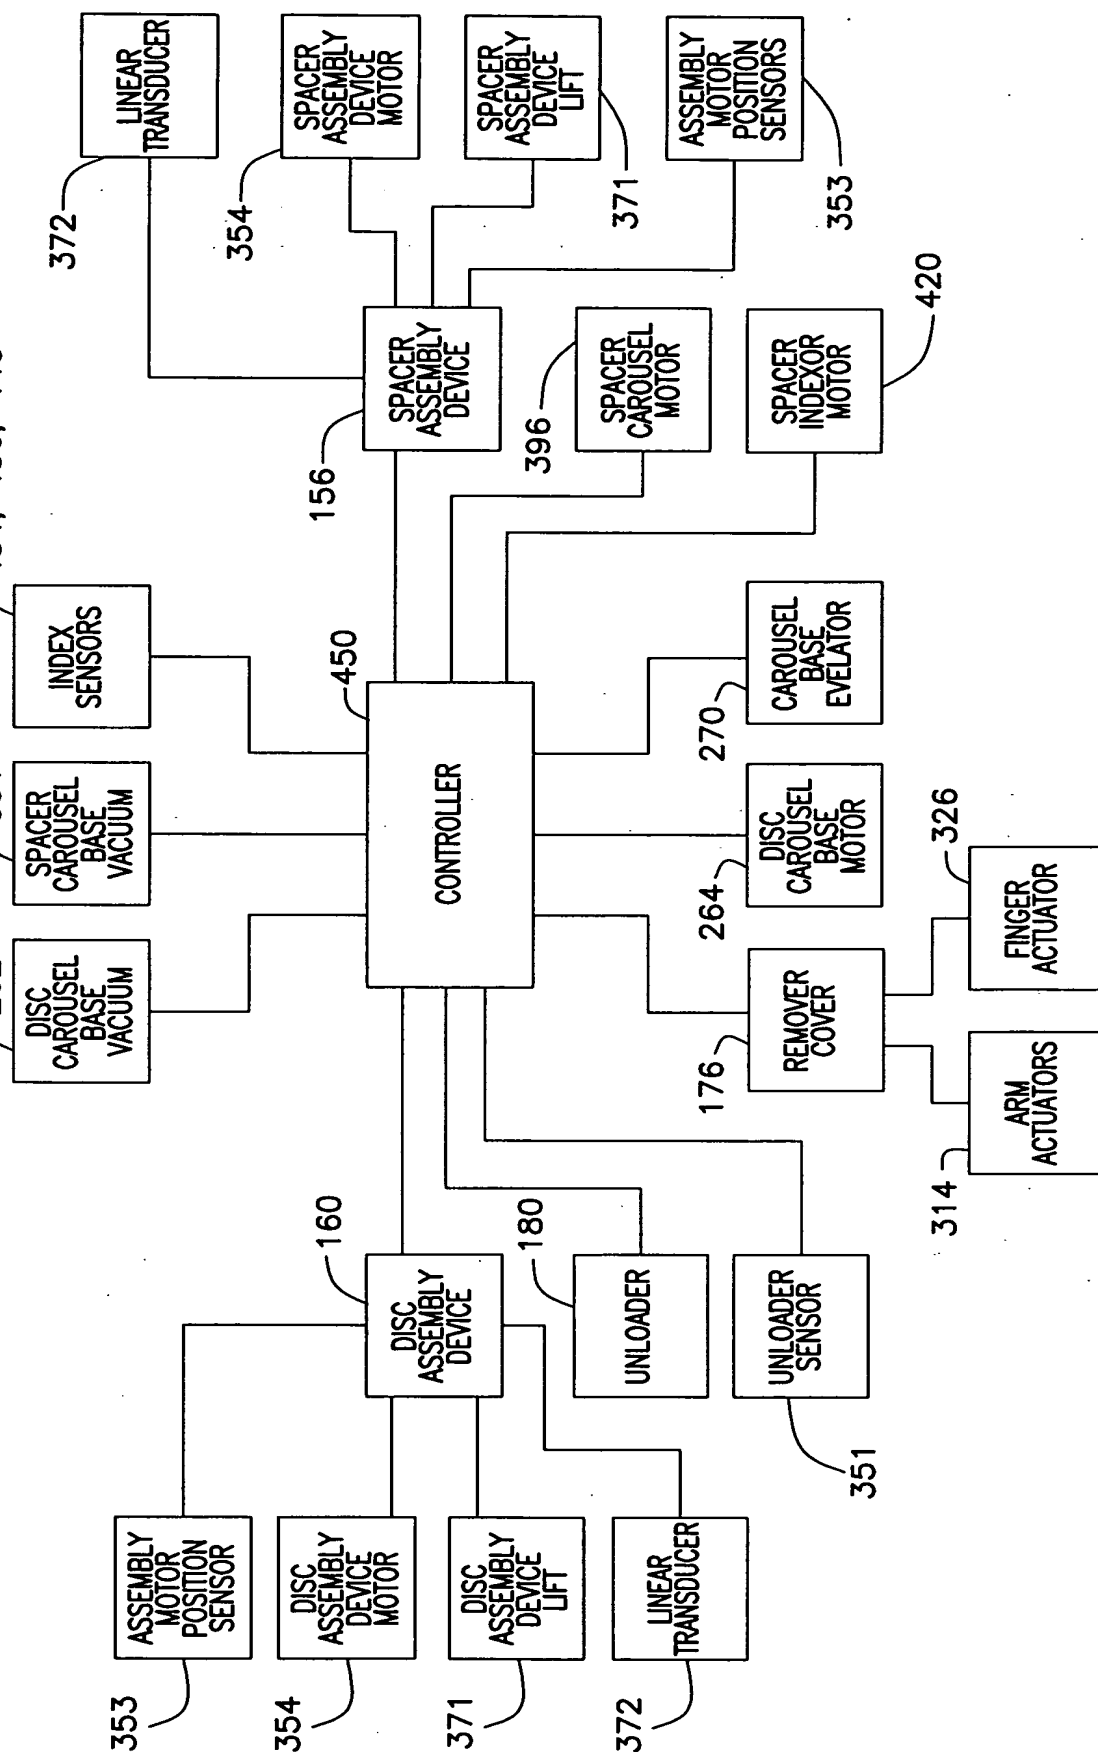 DISC
CAROUSEL
BASE
VACUUM
SPACER
CAROUSEL
BASE
VACUUM
INDEX
SENSORS
ASSEMBLY
MOTOR
POSITION
SENSOR
353
DISC
ASSEMBLY
DEVICE
MOTOR
354
DISC
ASSEMBLY
DEVICE
LIFT
371
LINEAR
TRANSDUCER
372
DISC
ASSEMBLY
DEVICE
160
UNLOADER
180
UNLOADER
SENSOR
351
CONTROLLER
450
REMOVER
COVER
176
ARM
ACTUATORS
314
FINGER
ACTUATOR
326
DISC
CAROUSEL
BASE
MOTOR
264
CAROUSEL
BASE
EVELATOR
270
SPACER
ASSEMBLY
DEVICE
156
SPACER
CAROUSEL
MOTOR
396
SPACER
INDEXOR
MOTOR
420
LINEAR
TRANSDUCER
372
SPACER
ASSEMBLY
DEVICE
MOTOR
354
SPACER
ASSEMBLY
DEVICE
LIFT
371
ASSEMBLY
MOTOR
POSITION
SENSORS
353